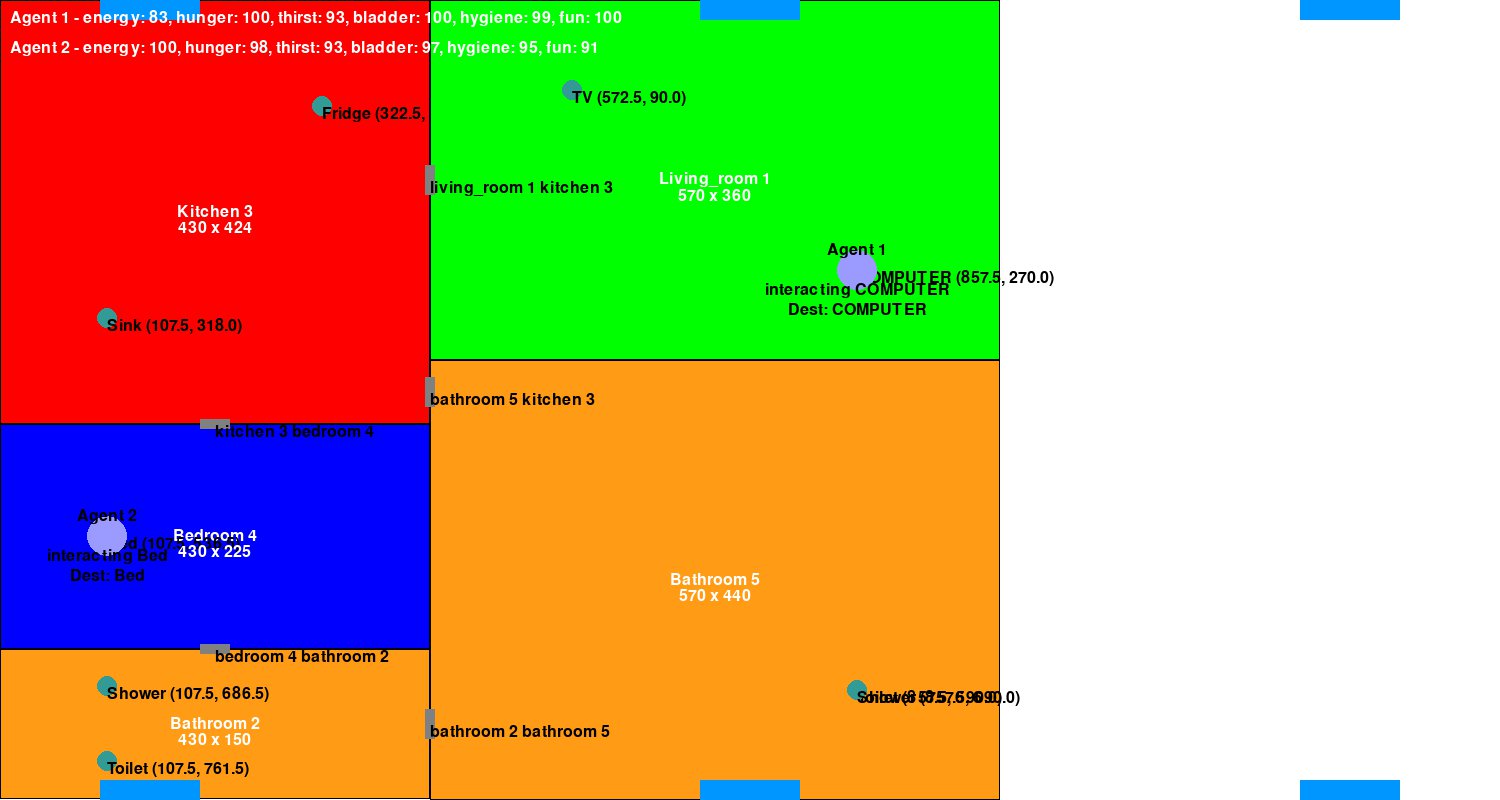 Agent 1 - energy: 83, hunger: 100, thirst: 93, bladder: 100, hygiene: 99, fun: 100
Agent 2 - energy: 100, hunger: 98, thirst: 93, bladder: 97, hygiene: 95, fun: 91
TV (572.5, 90.0)
Fridge (322.5,
Living_room 1
570 x 360
living_room 1 kitchen 3
Kitchen 3
430 x 424
Agent 1
OMPUTER (857.5, 270.0)
interacting COMPUTER
Dest: COMPUTER
Sink (107.5, 318.0)
bathroom 5 kitchen 3
kitchen 3 bedroom 4
Agent 2
Bedroom 4
430 x 225
interacting Bed
Dest: Bed
Bathroom 5
570 x 440
bedroom 4 bathroom 2
Shower (107.5, 686.5)
Bathroom 2
430 x 150
bathroom 2 bathroom 5
Toilet (107.5, 761.5)